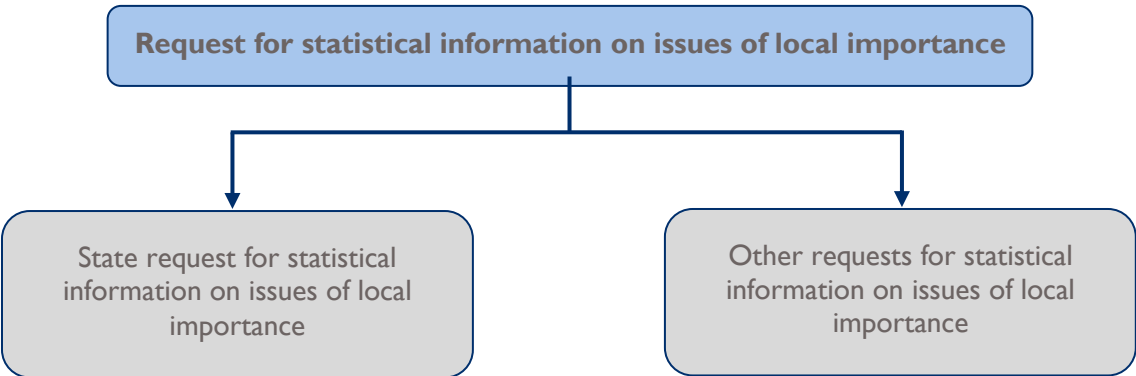 Request for statistical information on issues of local importance
State request for statistical
information on issues of local
importance
Other requests for statistical
information on issues of local
importance